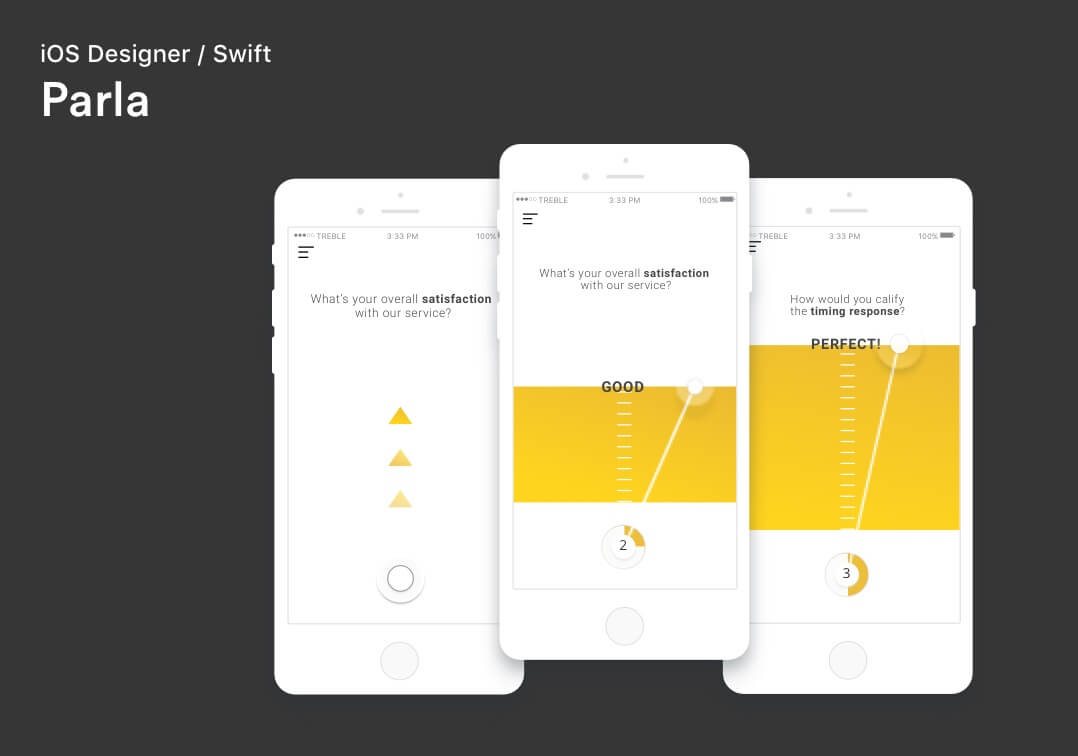 iOS Designer / Swift
Parla
TREBLE 3:33 PM 100%
What's your overall satisfaction
with our service?
TREBLE 3:33 PM 100%
What's your overall satisfaction
with our service?
GOOD
2
TREBLE 3:33 PM 100%
How would you calify
the timing response?
PERFECT!
3